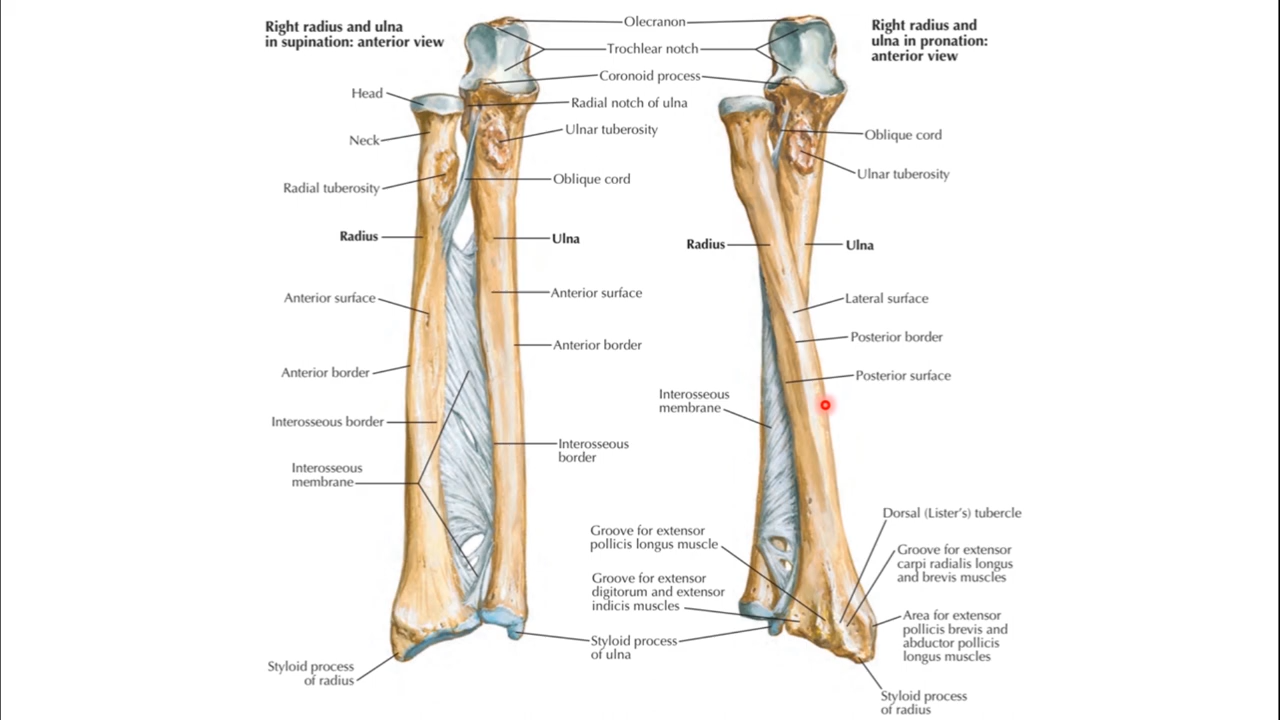 Right radius and ulna
in supination: anterior view
Olecranon
Right radius and
ulna in pronation:
anterior view
Trochlear notch
Coronoid process
Head
Radial notch of ulna
Ulnar tuberosity
Neck
Oblique cord
Radial tuberosity
Oblique cord
Ulnar tuberosity
Radius
Ulna
Radius
Ulna
Anterior surface
Anterior surface
Lateral surface
Anterior border
Posterior border
Anterior border
Posterior surface
Interosseous
membrane
Interosseous border
Interosseous
border
Interosseous
membrane
Dorsal (Lister's) tubercle
Groove for extensor
pollicis longus muscle
Groove for extensor
carpi radialis longus
and brevis muscles
Groove for extensor
digitorum and extensor
indicis muscles
Area for extensor
pollicis brevis and
abductor pollicis
longus muscles
Styloid process
of ulna
Styloid process
of radius
Styloid process
of radius